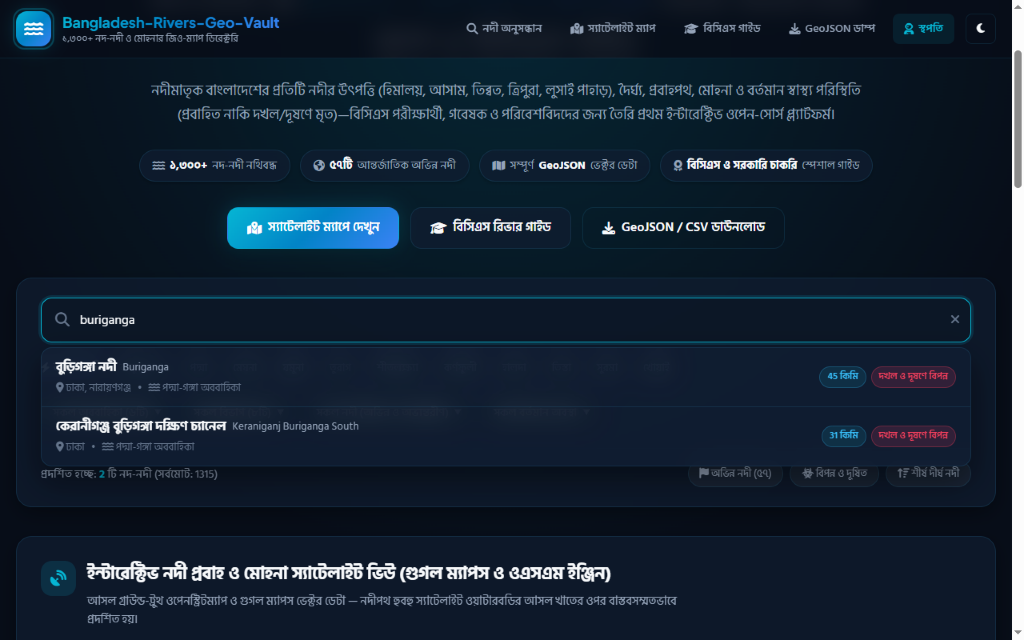 Bangladesh-Rivers-Geo-Vault
১,৩০০+ নদ-নদী ও মোহনার জিও-ম্যাপ ডিরেক্টরি
নদী অনুসন্ধান
স্যাটেলাইট ম্যাপ
বিসিএস গাইড
GeoJSON ডাম্প
স্থপতি
নদীমাতৃক বাংলাদেশের প্রতিটি নদীর উৎপত্তি (হিমালয়, আসাম, তিব্বত, ত্রিপুরা, লুসাই পাহাড়), দৈর্ঘ্য, প্রবাহপথ, মোহনা ও বর্তমান স্বাস্থ্য পরিস্থিতি
(প্রবাহিত নাকি দখল/দূষণে মৃত)—বিসিএস পরীক্ষার্থী, গবেষক ও পরিবেশবিদদের জন্য তৈরি প্রথম ইন্টারেক্টিভ ওপেন-সোর্স প্ল্যাটফর্ম।
১,৩০০+ নদ-নদী নথিবদ্ধ
৫৭টি আন্তর্জাতিক অভিন্ন নদী
সম্পূর্ণ GeoJSON ভেক্টর ডেটা
বিসিএস ও সরকারি চাকরি স্পেশাল গাইড
স্যাটেলাইট ম্যাপে দেখুন
বিসিএস রিভার গাইড
GeoJSON / CSV ডাউনলোড
buriganga
বুড়িগঙ্গা নদী Buriganga
ঢাকা, নারায়ণগঞ্জ • পদ্মা-গঙ্গা অববাহিকা
45 কিমি
দখল ও দূষণে বিপন্ন
কেরানীগঞ্জ বুড়িগঙ্গা দক্ষিণ চ্যানেল Keraniganj Buriganga South
ঢাকা • পদ্মা-গঙ্গা অববাহিকা
31 কিমি
দখল ও দূষণে বিপন্ন
প্রদর্শিত হচ্ছে: 2 টি নদ-নদী (সর্বমোট: 1315)
অভিন্ন নদী (৫৭)
বিপন্ন ও দূষিত
শীর্ষ দীর্ঘ নদী
ইন্টারেক্টিভ নদী প্রবাহ ও মোহনা স্যাটেলাইট ভিউ (গুগল ম্যাপস ও ওএসএম ইঞ্জিন)
আসল গ্রাউন্ড-ট্রুথ ওপেনস্ট্রিটম্যাপ ও গুগল ম্যাপস ভেক্টর ডেটা — নদীপথ হুবহু স্যাটেলাইট ওয়াটারবডির আসল খাতের ওপর বাস্তবসম্মতভাবে
প্রদর্শিত হয়।